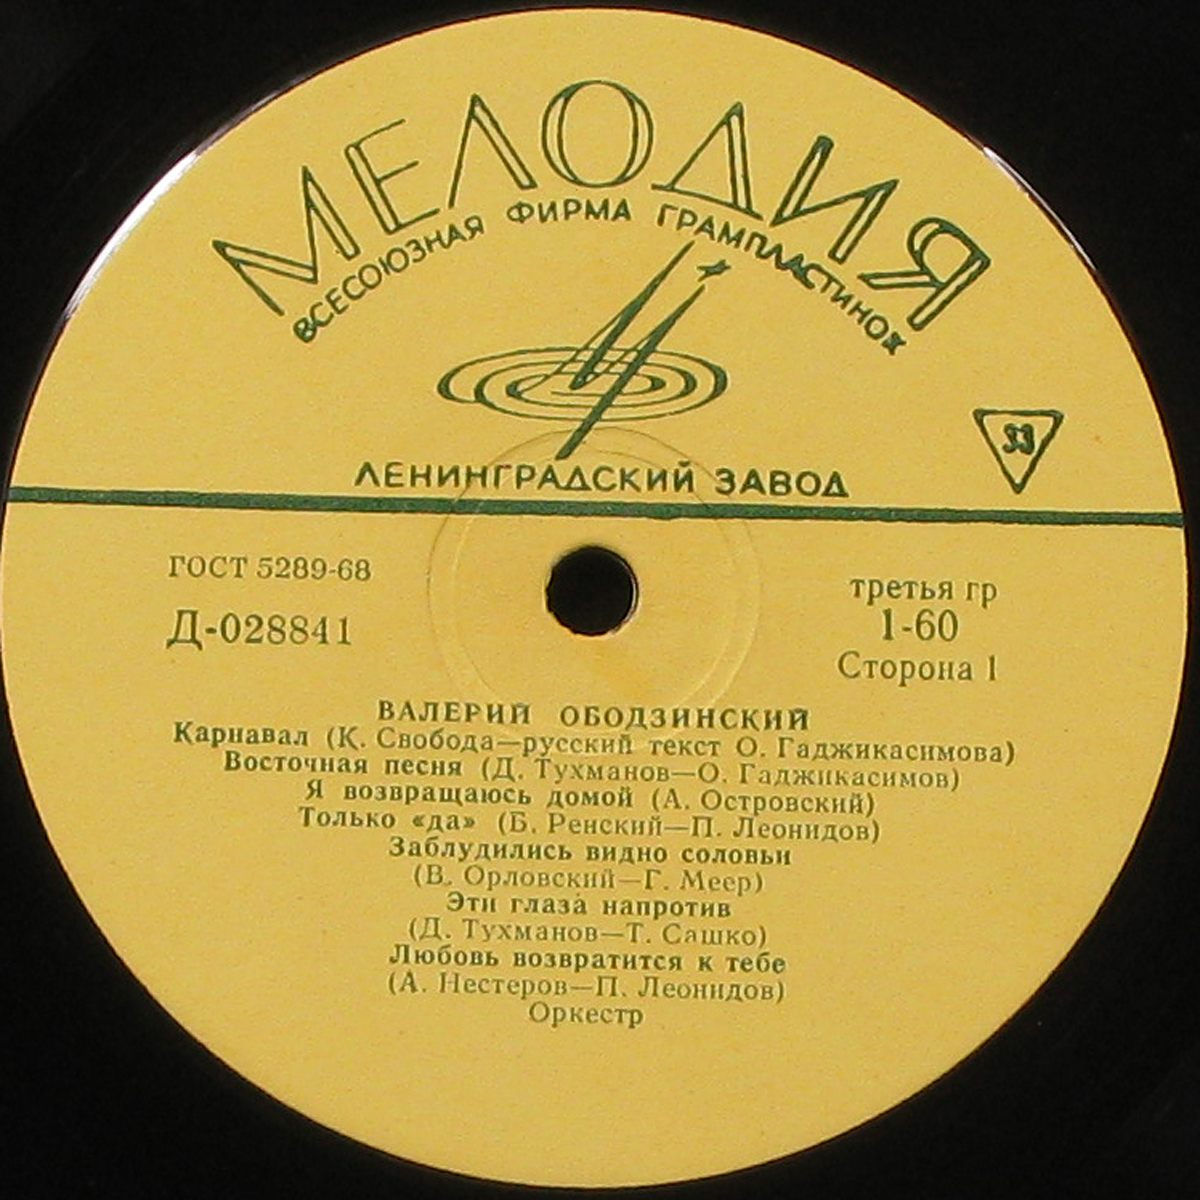 МЕЛОДИЯ
ВСЕСОЮЗНАЯ ФИРМА ГРАМПЛАСТИНОК
33
ЛЕНИНГРАДСКИЙ ЗАВОД
ГОСТ 5289-68
Д-028841
третья гр
1-60
Сторона 1
ВАЛЕРИЙ ОБОДЗИНСКИЙ
Карнавал (К. Свобода—русский текст О. Гаджикасимова)
Восточная песня (Д. Тухманов—О. Гаджикасимов)
Я возвращаюсь домой (А. Островский)
Только «да» (Б. Ренский—П. Леонидов)
Заблудились видно соловьи
(В. Орловский—Г. Меер)
Эти глаза напротив
(Д. Тухманов—Т. Сашко)
Любовь возвратится к тебе
(А. Нестеров—П. Леонидов)
Оркестр